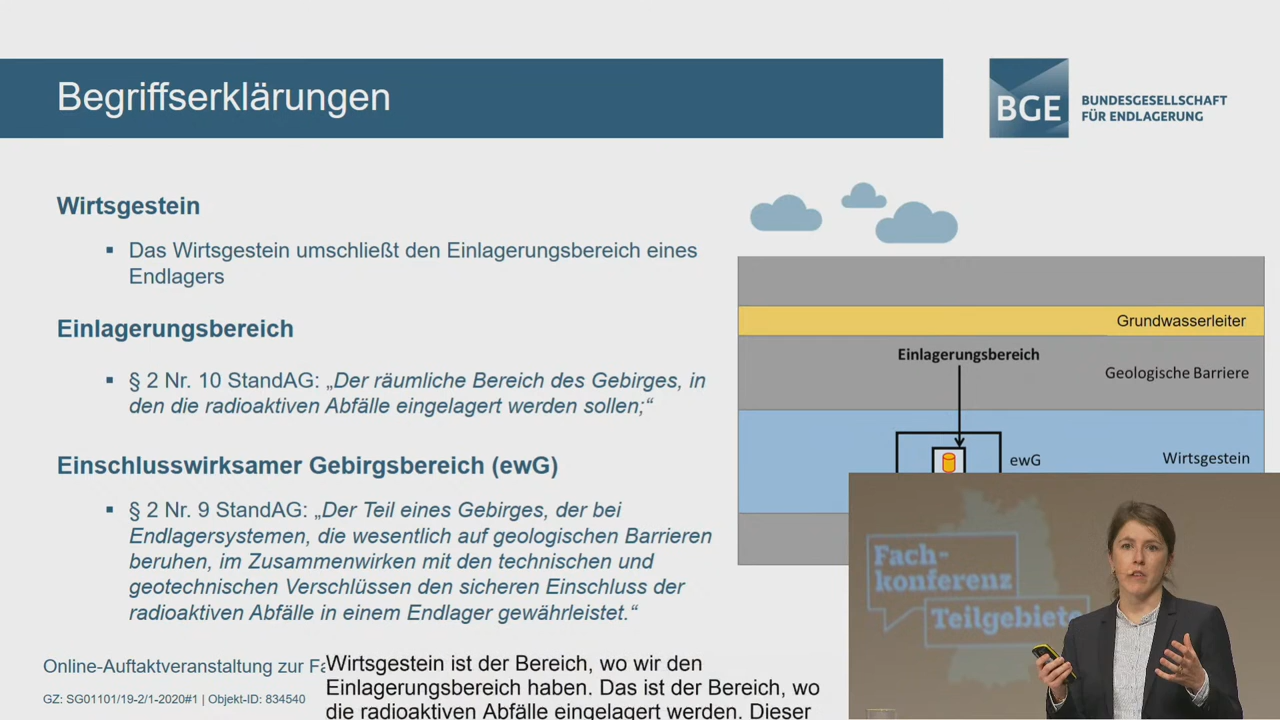 Begriffserklärungen
BGE
BUNDESGESELLSCHAFT
FÜR ENDLAGERUNG
Wirtsgestein
▪ Das Wirtsgestein umschließt den Einlagerungsbereich eines
Endlagers
Einlagerungsbereich
▪ § 2 Nr. 10 StandAG: „Der räumliche Bereich des Gebirges, in
den die radioaktiven Abfälle eingelagert werden sollen;“
Einschlusswirksamer Gebirgsbereich (ewG)
▪ § 2 Nr. 9 StandAG: „Der Teil eines Gebirges, der bei
Endlagersystemen, die wesentlich auf geologischen Barrieren
beruhen, im Zusammenwirken mit den technischen und
geotechnischen Verschlüssen den sicheren Einschluss der
radioaktiven Abfälle in einem Endlager gewährleistet.“
Grundwasserleiter
Einlagerungsbereich
Geologische Barriere
ewG
Wirtsgestein
Fach-
konferenz
Teilgebiete
Online-Auftaktveranstaltung zur
GZ: SG01101/19-2/1-2020#1 | Objekt-ID: 834540
Wirtsgestein ist der Bereich, wo wir den
Einlagerungsbereich haben. Das ist der Bereich, wo
die radioaktiven Abfälle eingelagert werden. Dieser